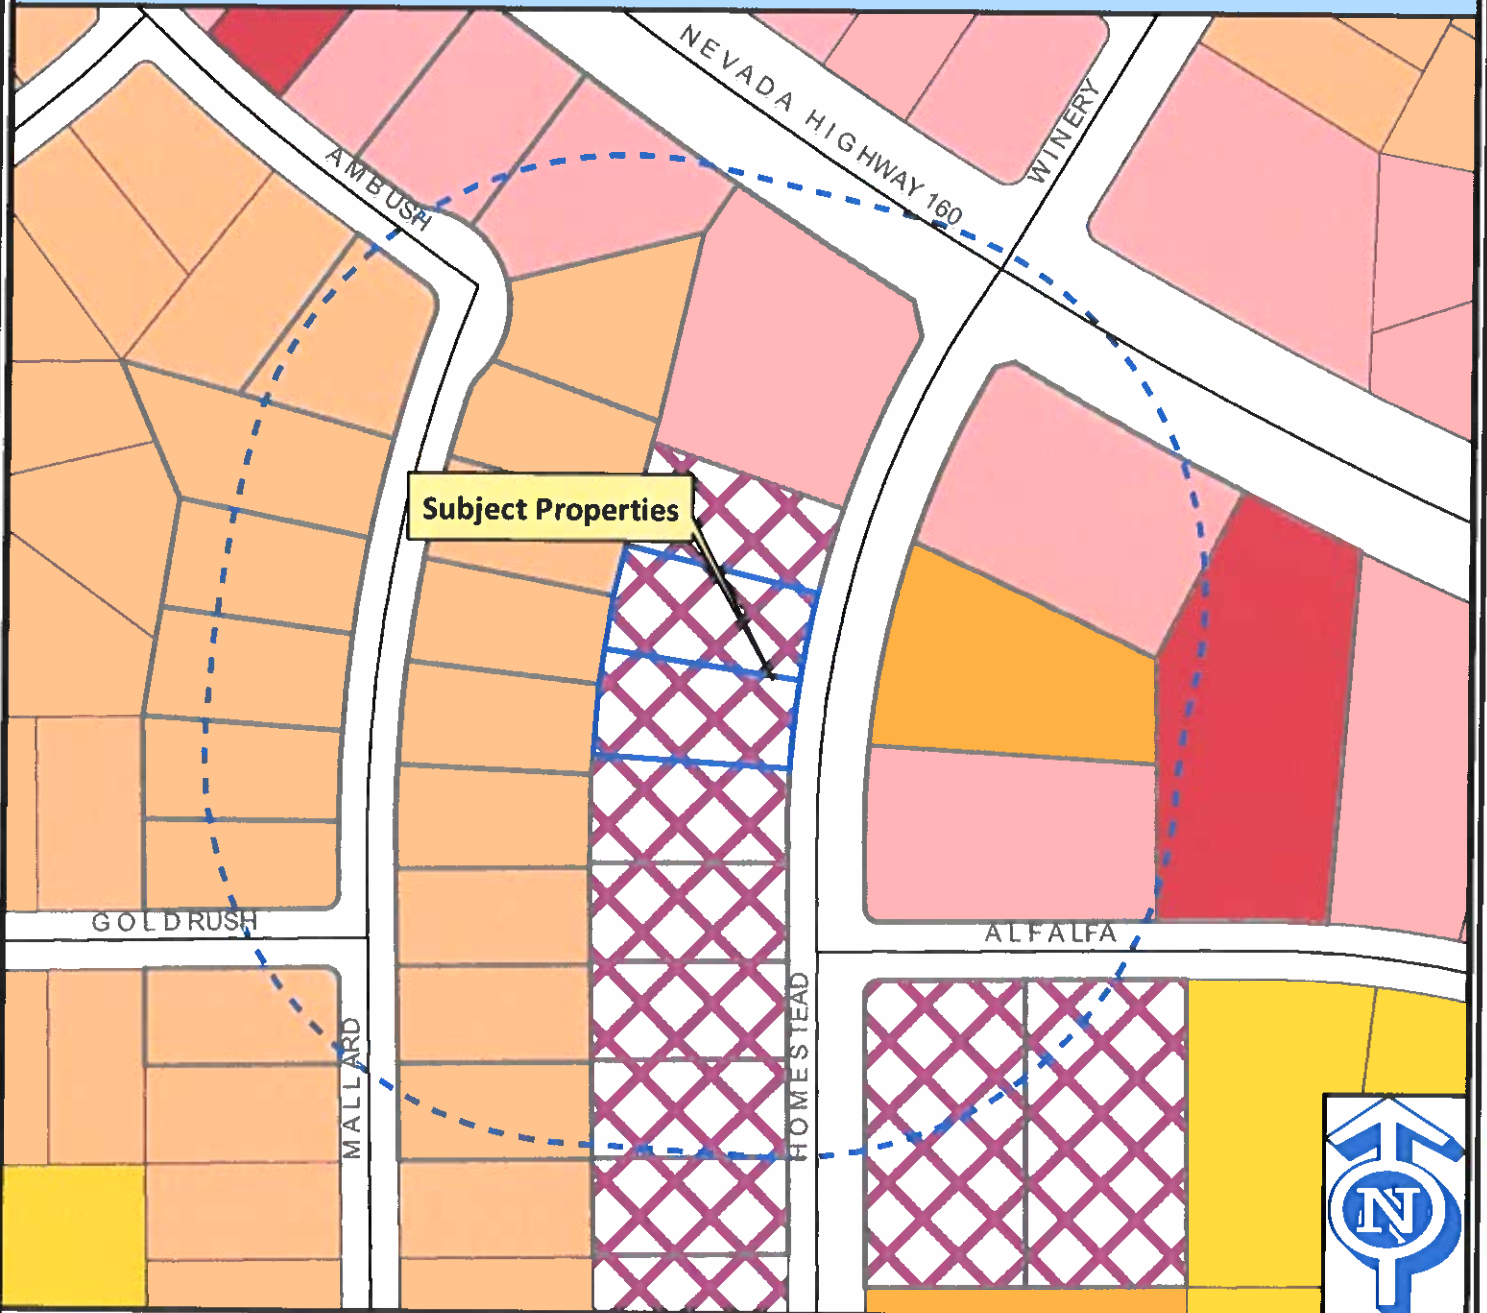 NEVADA HIGHWAY 160
WINERY
AMBUSH
Subject Properties
GOLDRUSH
ALFALFA
HOMESTEAD
MALLARD
N